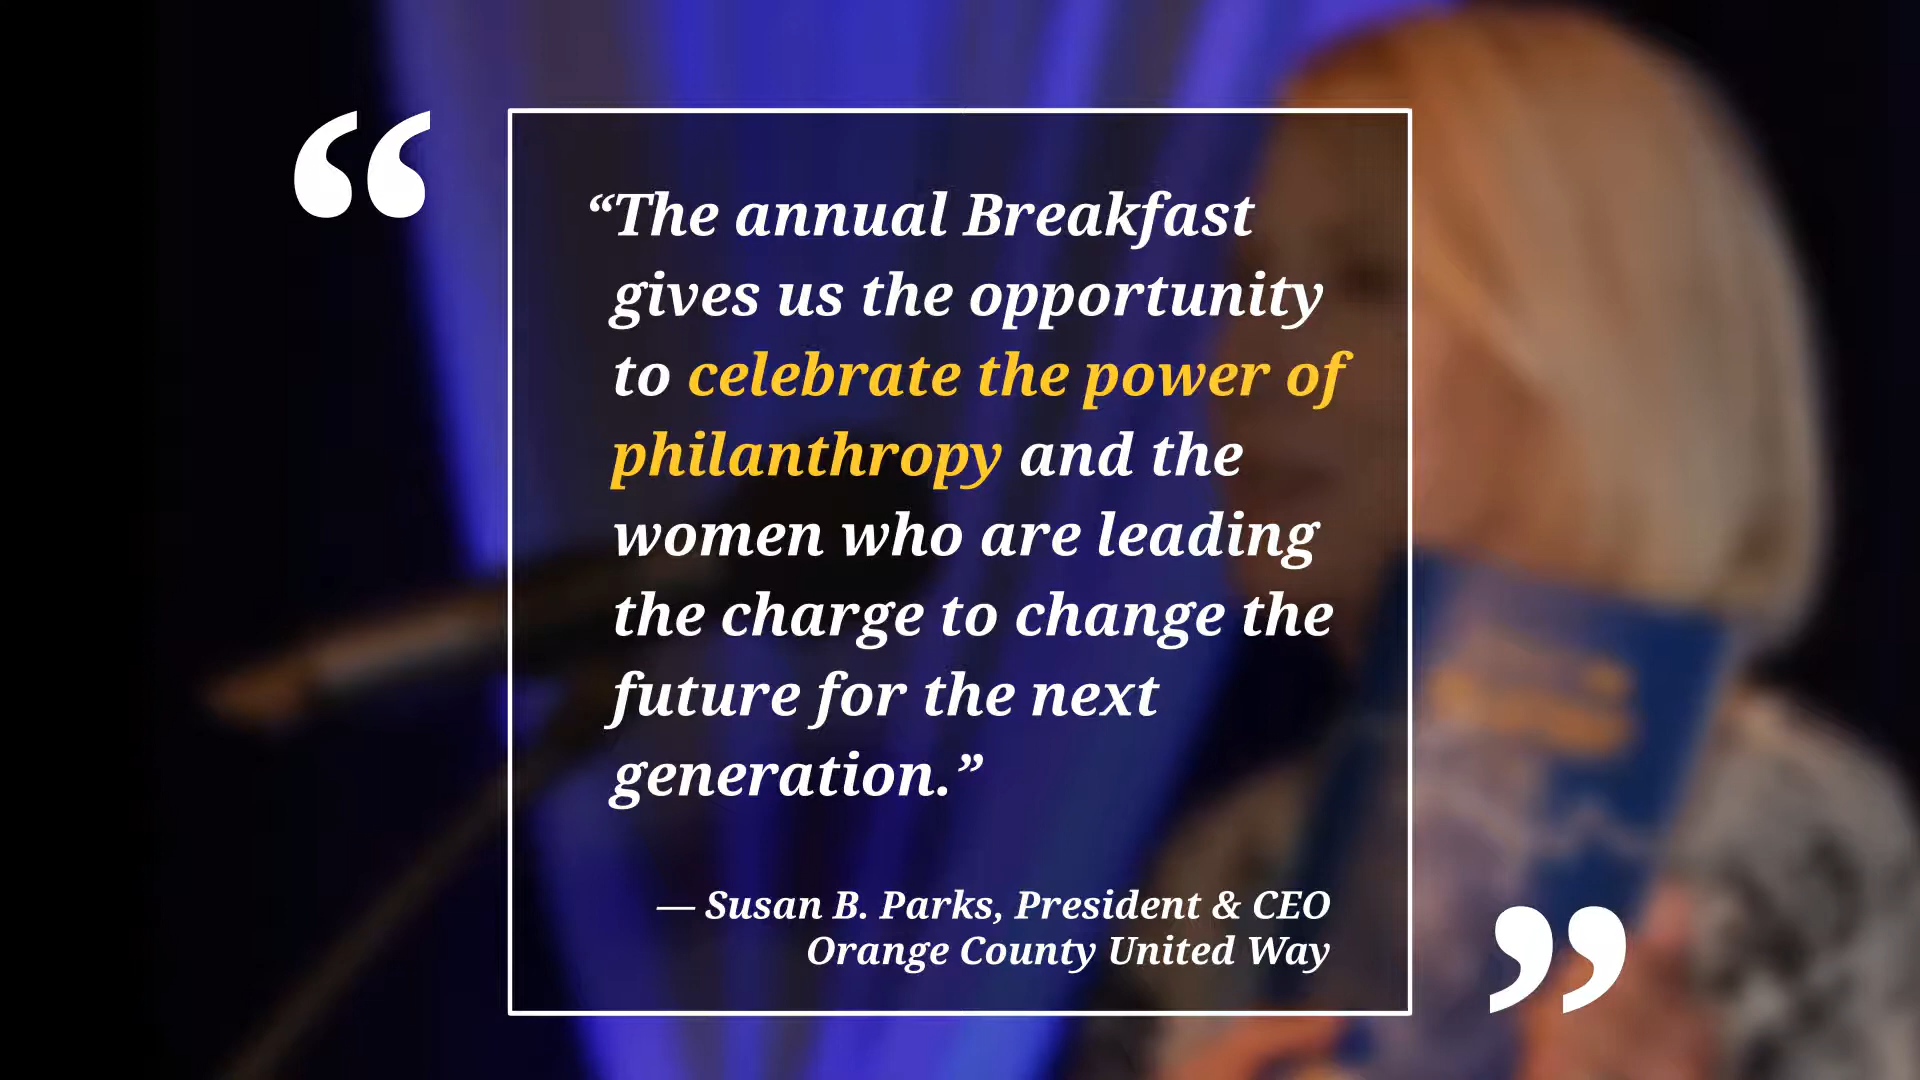 “The annual Breakfast
gives us the opportunity
to celebrate the power of
philanthropy and the
women who are leading
the charge to change the
future for the next
generation.”
— Susan B. Parks, President & CEO
Orange County United Way